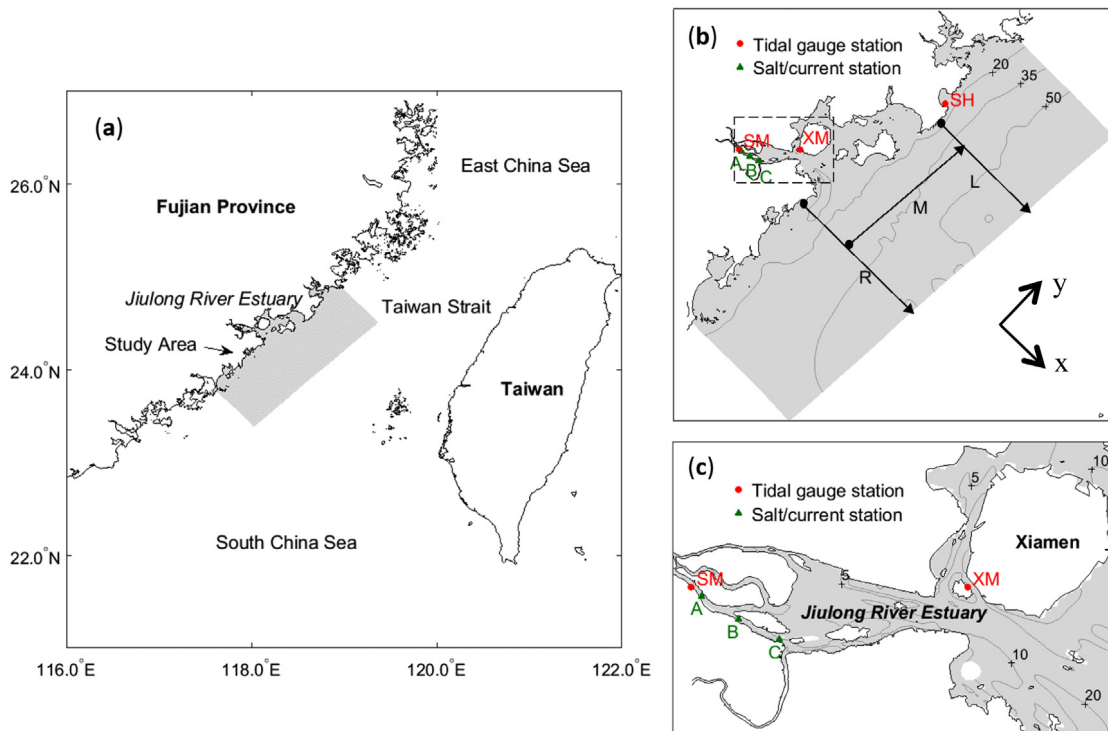 (a)
East China Sea
26.0°N
Fujian Province
Jiulong River Estuary
Taiwan Strait
Study Area
24.0°N
Taiwan
22.0°N
South China Sea
116.0°E
118.0°E
120.0°E
122.0°E
(b)
Tidal gauge station
Salt/current station
20
35
50
SH
SM
XM
A
B
C
L
M
R
y
x
(c)
Tidal gauge station
Salt/current station
5
10
Xiamen
SM
5
XM
A
Jiulong River Estuary
B
C
10
20